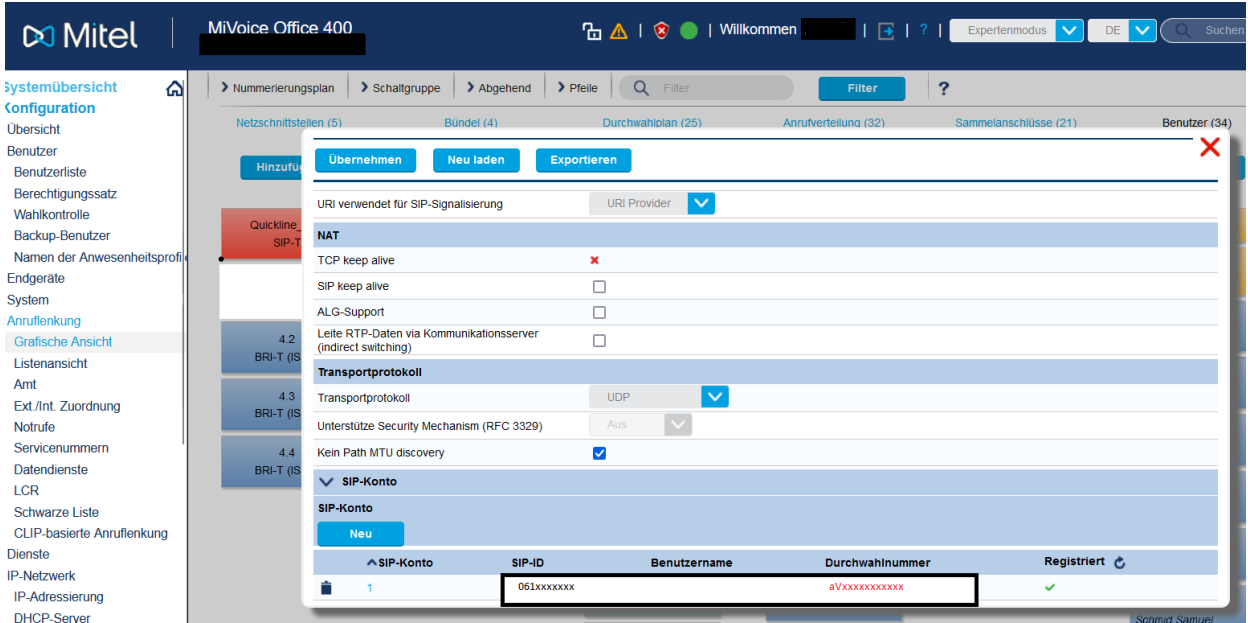 Mitel
MiVoice Office 400
Willkommen
?
Expertenmodus
DE
Suchen
Systemübersicht
Konfiguration
Übersicht
Benutzer
Benutzerliste
Berechtigungssatz
Wahlkontrolle
Backup-Benutzer
Namen der Anwesenheitsprofi
Endgeräte
System
Anruflenkung
Grafische Ansicht
Listenansicht
Amt
Ext./Int. Zuordnung
Notrufe
Servicenummern
Datendienste
LCR
Schwarze Liste
CLIP-basierte Anruflenkung
Dienste
IP-Netzwerk
IP-Adressierung
DHCP-Server
Nummerierungsplan
Schaltgruppe
Abgehend
Pfeile
Filter
Filter
?
Netzschnittstellen (5)
Bündel (4)
Durchwahlplan (25)
Anrufverteilung (32)
Sammelanschlüsse (21)
Benutzer (34)
Hinzufü
Quickline_
SIP-T
4.2
BRI-T (IS
4.3
BRI-T (IS
4.4
BRI-T (IS
Übernehmen
Neu laden
Exportieren
URI verwendet für SIP-Signalisierung
URI Provider
NAT
TCP keep alive
SIP keep alive
ALG-Support
Leite RTP-Daten via Kommunikationsserver
(indirect switching)
Transportprotokoll
Transportprotokoll
UDP
Unterstütze Security Mechanism (RFC 3329)
Aus
Kein Path MTU discovery
SIP-Konto
SIP-Konto
Neu
SIP-Konto
SIP-ID
Benutzername
Durchwahlnummer
Registriert
1
061xxxxxxx
aVxxxxxxxxxxx
Schmid Samuel